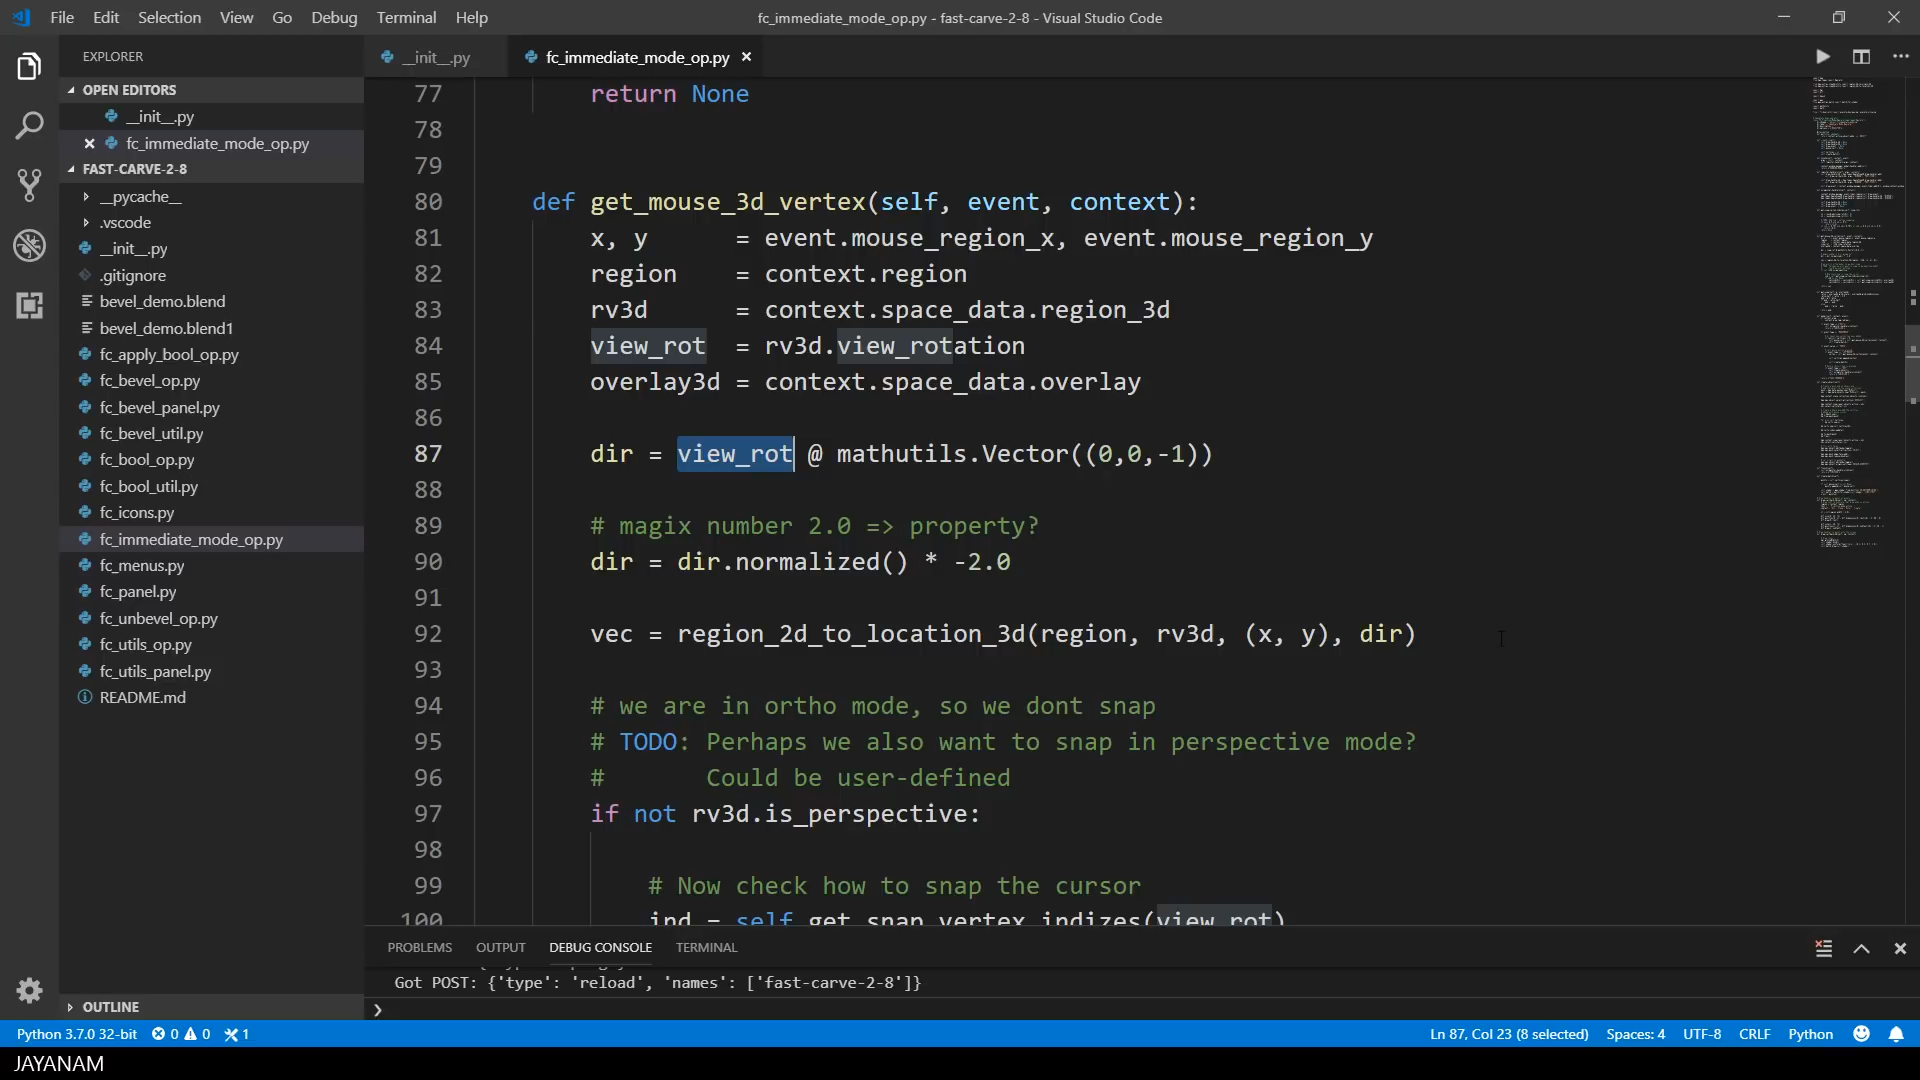 File Edit Selection View Go Debug Terminal Help
fc_immediate_mode_op.py - fast-carve-2-8 - Visual Studio Code
EXPLORER
__init__.py
fc_immediate_mode_op.py
OPEN EDITORS
__init__.py
fc_immediate_mode_op.py
FAST-CARVE-2-8
__pycache__
.vscode
__init__.py
.gitignore
bevel_demo.blend
bevel_demo.blend1
fc_apply_bool_op.py
fc_bevel_op.py
fc_bevel_panel.py
fc_bevel_util.py
fc_bool_op.py
fc_bool_util.py
fc_icons.py
fc_immediate_mode_op.py
fc_menus.py
fc_panel.py
fc_unbevel_op.py
fc_utils_op.py
fc_utils_panel.py
README.md
OUTLINE
77 return None
78
79
80 def get_mouse_3d_vertex(self, event, context):
81 x, y = event.mouse_region_x, event.mouse_region_y
82 region = context.region
83 rv3d = context.space_data.region_3d
84 view_rot = rv3d.view_rotation
85 overlay3d = context.space_data.overlay
86
87 dir = view_rot @ mathutils.Vector((0,0,-1))
88
89 # magix number 2.0 => property?
90 dir = dir.normalized() * -2.0
91
92 vec = region_2d_to_location_3d(region, rv3d, (x, y), dir)
93
94 # we are in ortho mode, so we dont snap
95 # TODO: Perhaps we also want to snap in perspective mode?
96 # Could be user-defined
97 if not rv3d.is_perspective:
98
99 # Now check how to snap the cursor
100 ind = self.get_snap_vertex_indizes(view_rot)
PROBLEMS OUTPUT DEBUG CONSOLE TERMINAL
Got POST: {'type': 'reload', 'names': ['fast-carve-2-8']}
Python 3.7.0 32-bit 0 0 1
Ln 87, Col 23 (8 selected) Spaces: 4 UTF-8 CRLF Python
JAYANAM